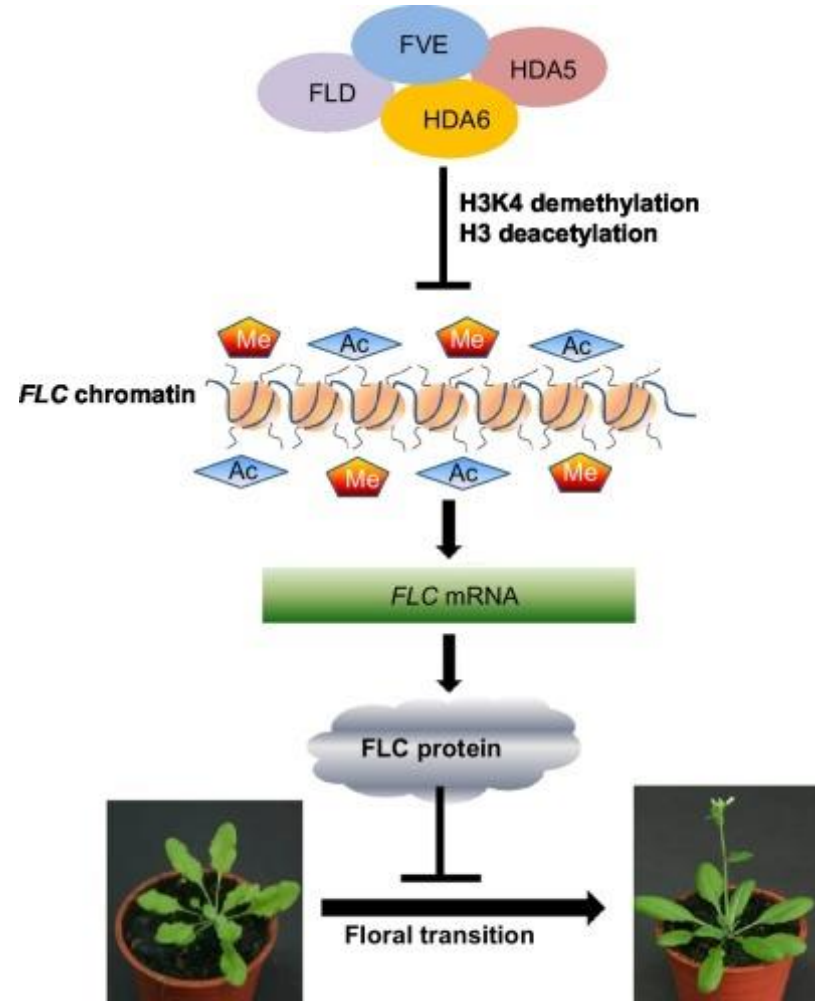 FVE
HDA5
FLD
HDA6
H3K4 demethylation
H3 deacetylation
Me
Ac
Me
Ac
FLC chromatin
Ac
Me
Ac
Me
FLC mRNA
FLC protein
Floral transition